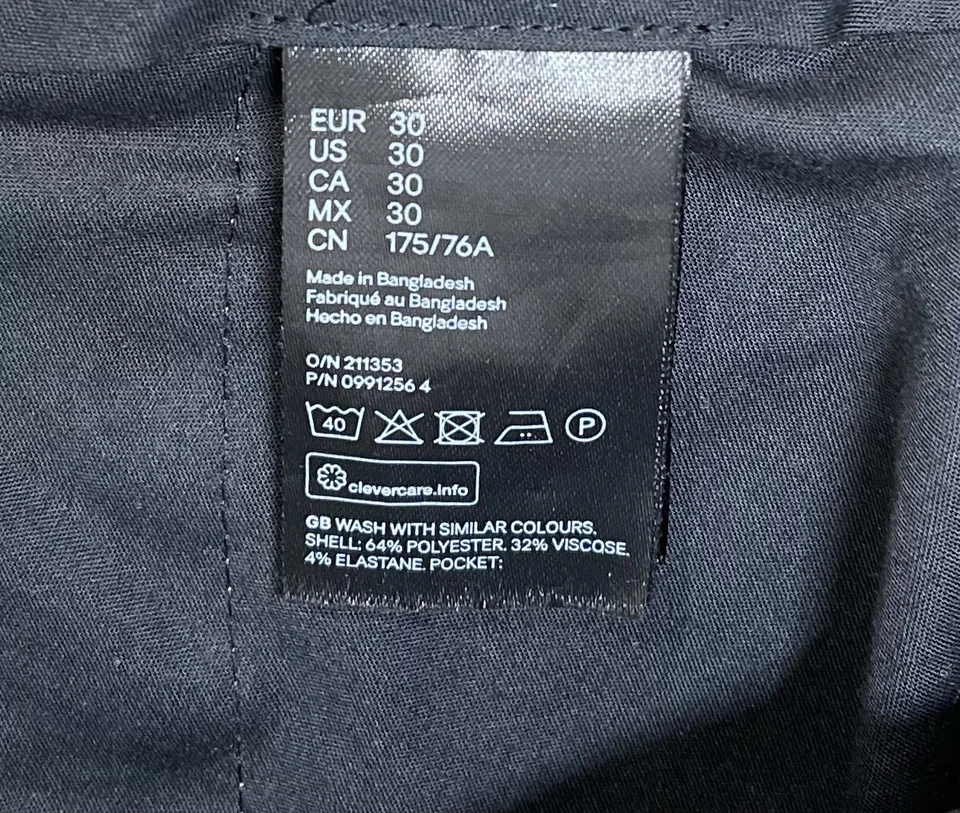 EUR 30
US 30
CA 30
MX 30
CN 175/76A
Made in Bangladesh
Fabriqué au Bangladesh
Hecho en Bangladesh
O/N 211353
P/N 0991256 4
40 P
clevercare.info
GB WASH WITH SIMILAR COLOURS.
SHELL: 64% POLYESTER. 32% VISCOSE.
4% ELASTANE. POCKET: